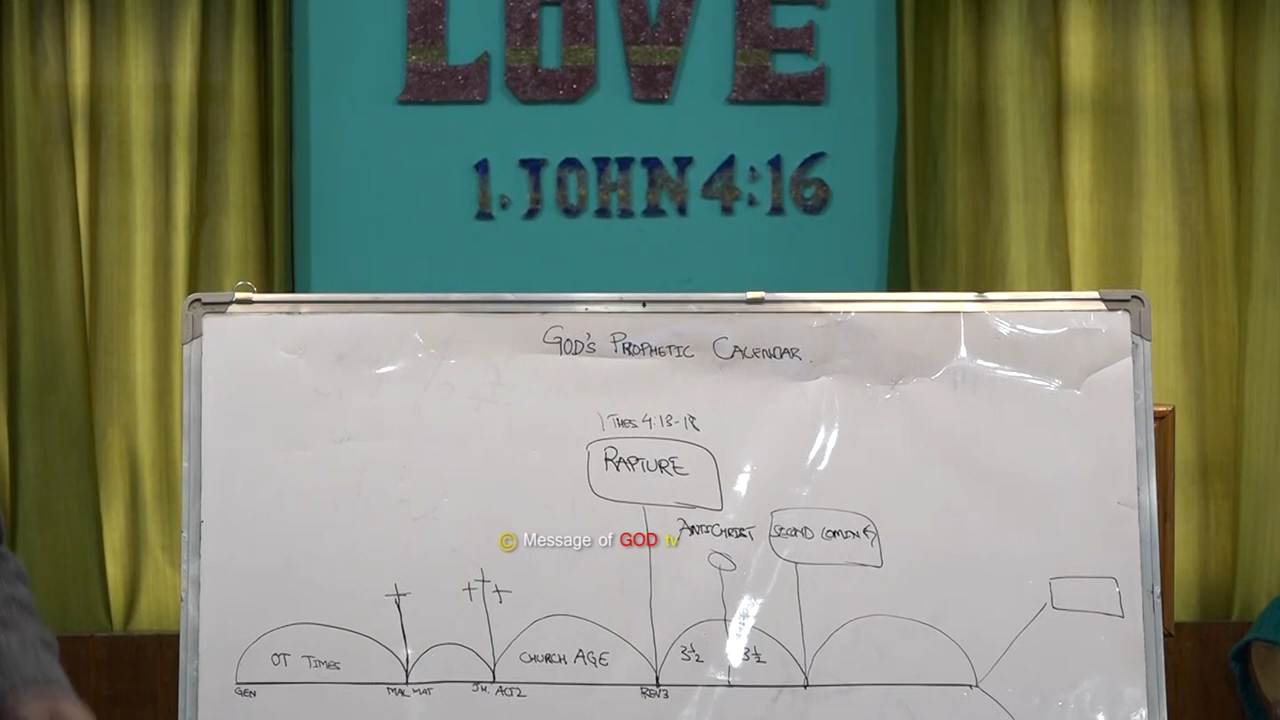 LOVE
1. JOHN 4:16
GOD'S PROPHETIC CALENDAR.
1 THES 4:13-18
RAPTURE
ANTICHRIST
SECOND COMING
© Message of GOD tv
OT TIMES
CHURCH AGE
3½
3½
GEN
MAL MAT
JH. ACT2
REV3